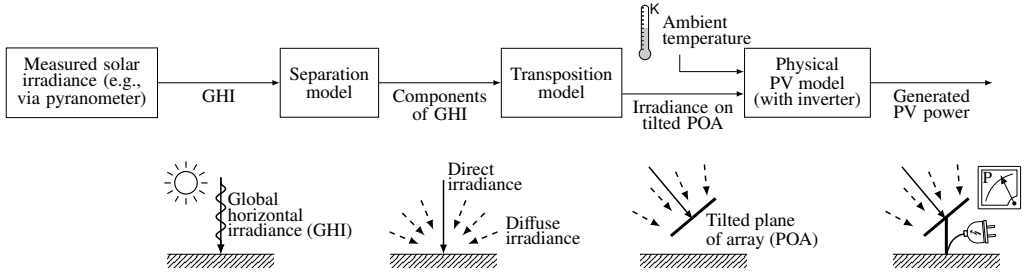 Measured solar
irradiance (e.g.,
via pyranometer)
GHI
Separation
model
Components
of GHI
Transposition
model
K
Ambient
temperature
Irradiance on
tilted POA
Physical
PV model
(with inverter)
Generated
PV power
Global
horizontal
irradiance (GHI)
Direct
irradiance
Diffuse
irradiance
Tilted plane
of array (POA)
P